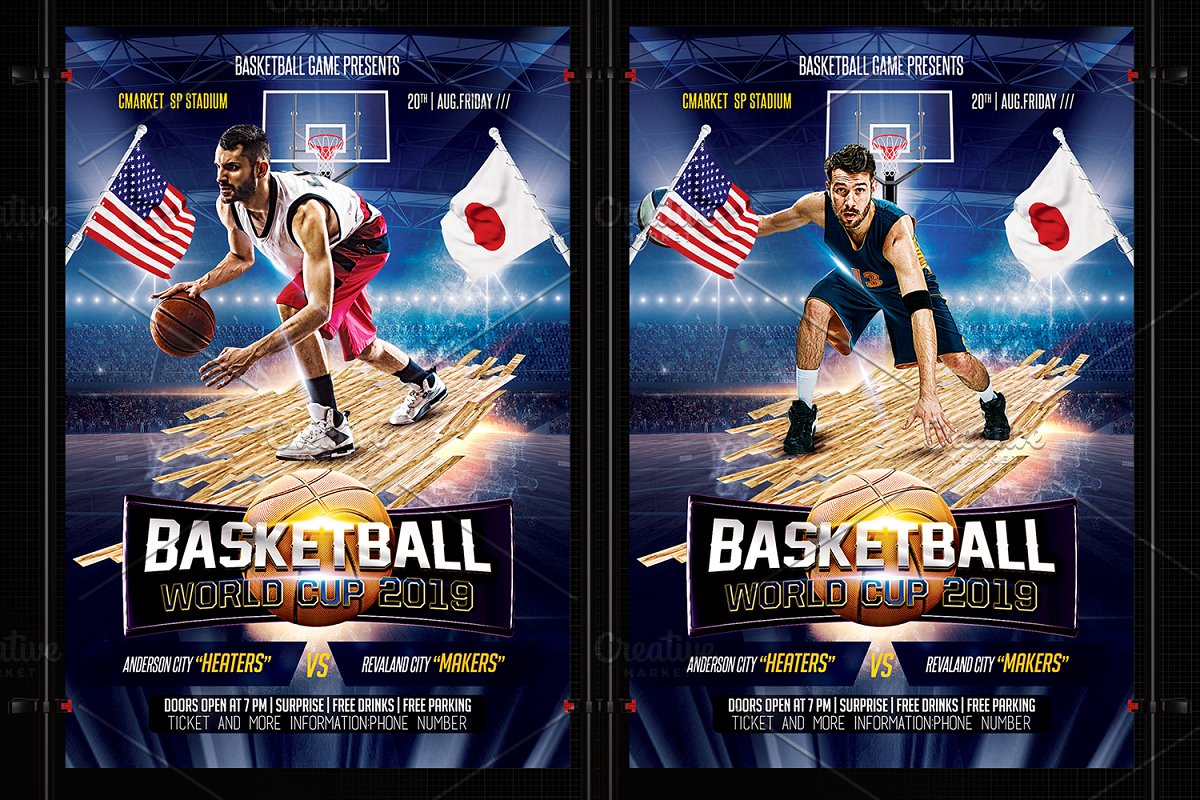 BASKETBALL GAME PRESENTS
CMARKET SP STADIUM
20TH | AUG.FRIDAY ///
BASKETBALL
WORLD CUP 2019
ANDERSON CITY “HEATERS” VS REVALAND CITY “MAKERS”
DOORS OPEN AT 7 PM | SURPRISE | FREE DRINKS | FREE PARKING
TICKET AND MORE INFORMATION:PHONE NUMBER
BASKETBALL GAME PRESENTS
CMARKET SP STADIUM
20TH | AUG.FRIDAY ///
13
BASKETBALL
WORLD CUP 2019
ANDERSON CITY “HEATERS” VS REVALAND CITY “MAKERS”
DOORS OPEN AT 7 PM | SURPRISE | FREE DRINKS | FREE PARKING
TICKET AND MORE INFORMATION:PHONE NUMBER
Creative
MARKET